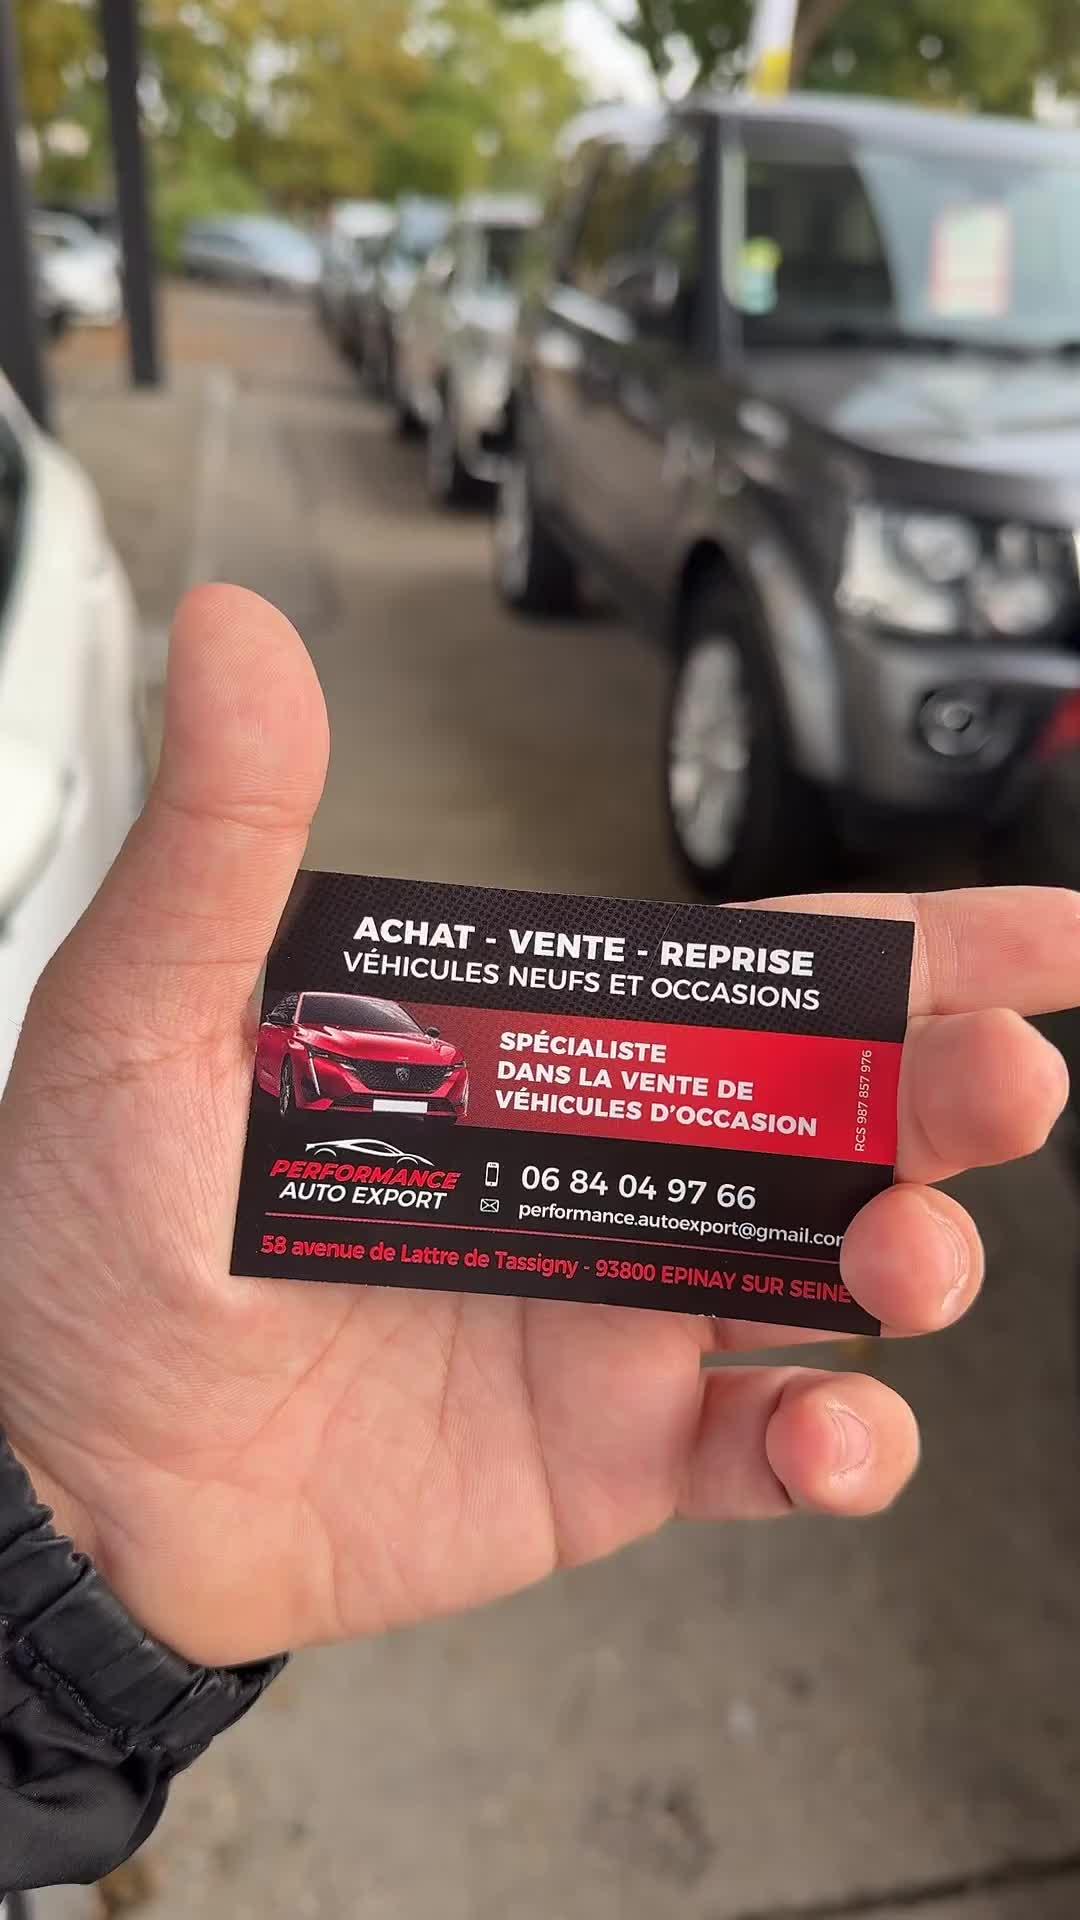 ACHAT - VENTE - REPRISE
VÉHICULES NEUFS ET OCCASIONS
SPÉCIALISTE
DANS LA VENTE DE
VÉHICULES D'OCCASION
RCS 987 857 976
PERFORMANCE
AUTO EXPORT
06 84 04 97 66
performance.autoexport@gmail.com
58 avenue de Lattre de Tassigny - 93800 EPINAY SUR SEINE